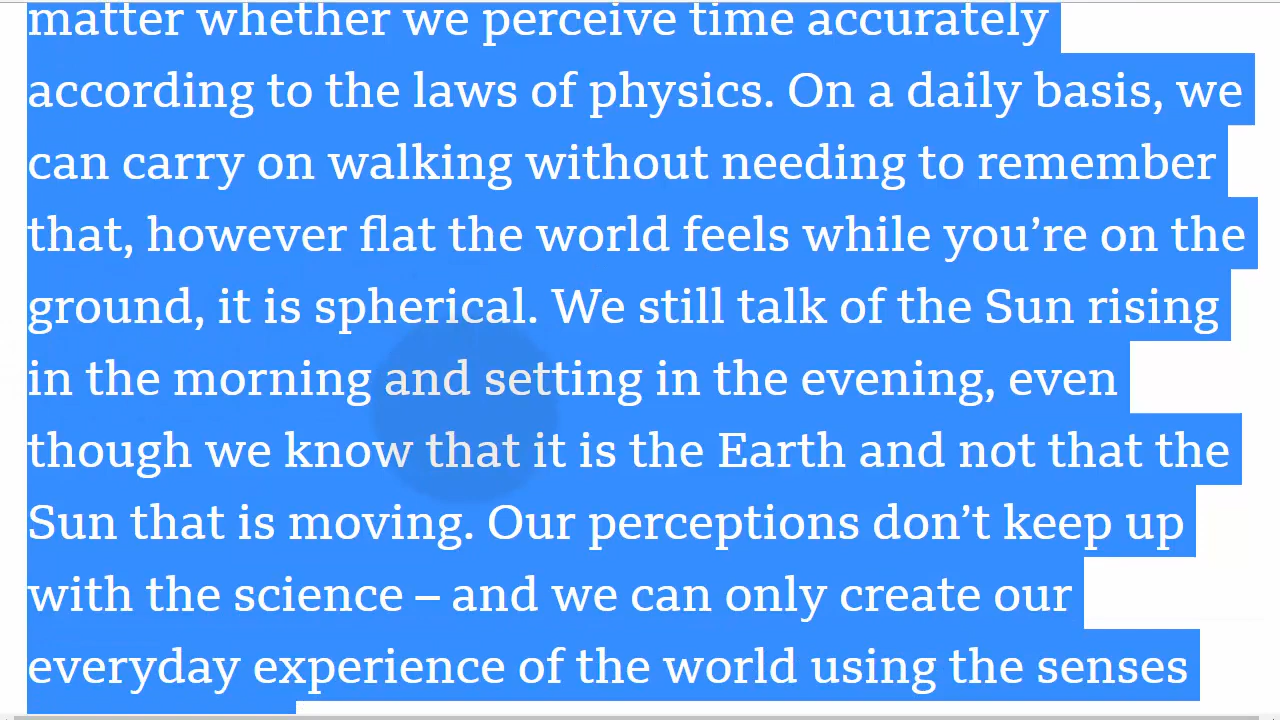 matter whether we perceive time accurately
according to the laws of physics. On a daily basis, we
can carry on walking without needing to remember
that, however flat the world feels while you’re on the
ground, it is spherical. We still talk of the Sun rising
in the morning and setting in the evening, even
though we know that it is the Earth and not that the
Sun that is moving. Our perceptions don’t keep up
with the science – and we can only create our
everyday experience of the world using the senses